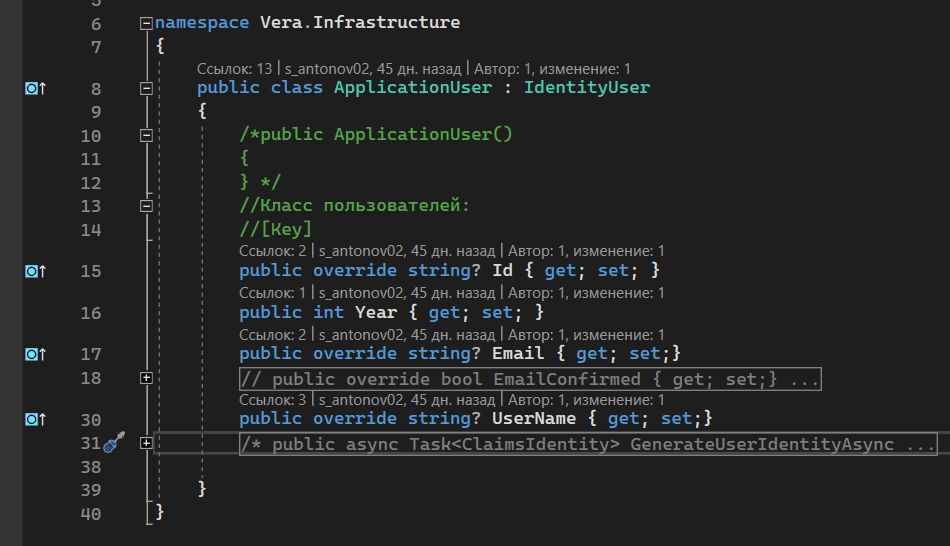 6 namespace Vera.Infrastructure
7 {
Ссылок: 13 | s_antonov02, 45 дн. назад | Автор: 1, изменение: 1
8 public class ApplicationUser : IdentityUser
9 {
10 /*public ApplicationUser()
11 {
12 } */
13 //Класс пользователей:
14 //[Key]
Ссылок: 2 | s_antonov02, 45 дн. назад | Автор: 1, изменение: 1
15 public override string? Id { get; set; }
Ссылок: 1 | s_antonov02, 45 дн. назад | Автор: 1, изменение: 1
16 public int Year { get; set; }
Ссылок: 2 | s_antonov02, 45 дн. назад | Автор: 1, изменение: 1
17 public override string? Email { get; set;}
18 // public override bool EmailConfirmed { get; set;} ...
Ссылок: 3 | s_antonov02, 45 дн. назад | Автор: 1, изменение: 1
30 public override string? UserName { get; set;}
31 /* public async Task<ClaimsIdentity> GenerateUserIdentityAsync ...
38
39 }
40 }